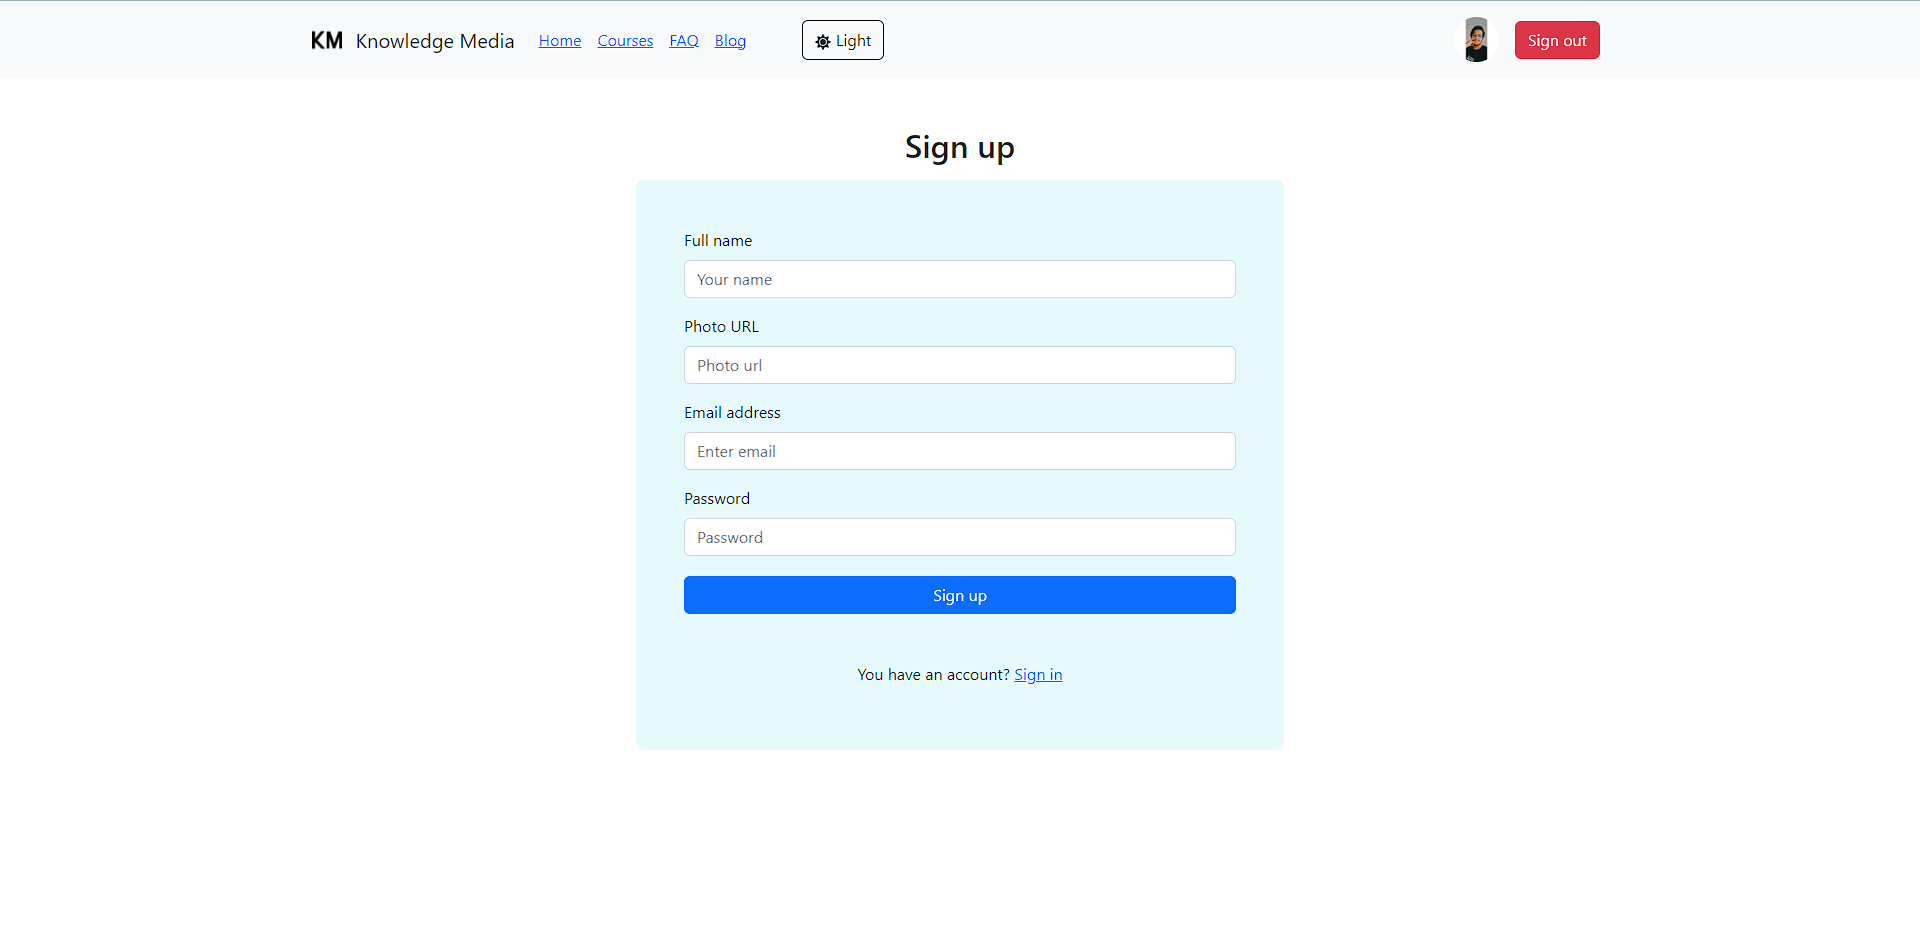 KM Knowledge Media Home Courses FAQ Blog Light Sign out
Sign up
Full name
Your name
Photo URL
Photo url
Email address
Enter email
Password
Password
Sign up
You have an account? Sign in